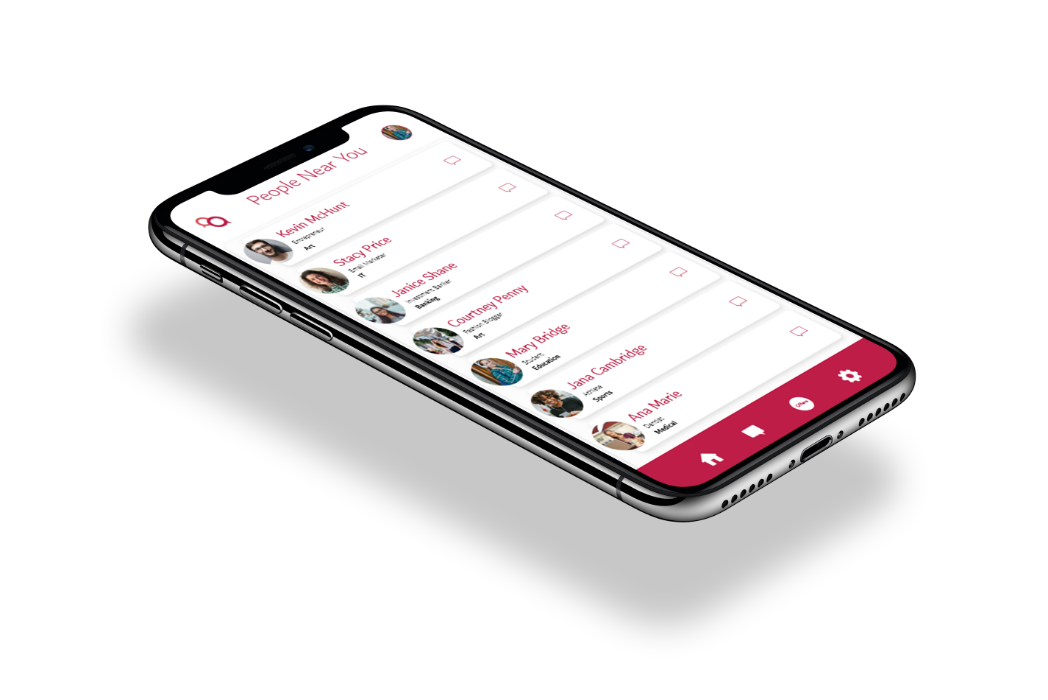 People Near You
Kevin McHunt
Entrepreneur
Art
Stacy Price
Email Marketer
IT
Janice Shane
Investment Banker
Banking
Courtney Penny
Fashion Blogger
Art
Mary Bridge
Student
Education
Jana Cambridge
Athlete
Sports
Ana Marie
Dentist
Medical